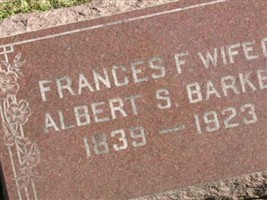 FRANCES F. WIFE O
ALBERT S. BARKE
1839 — 1923